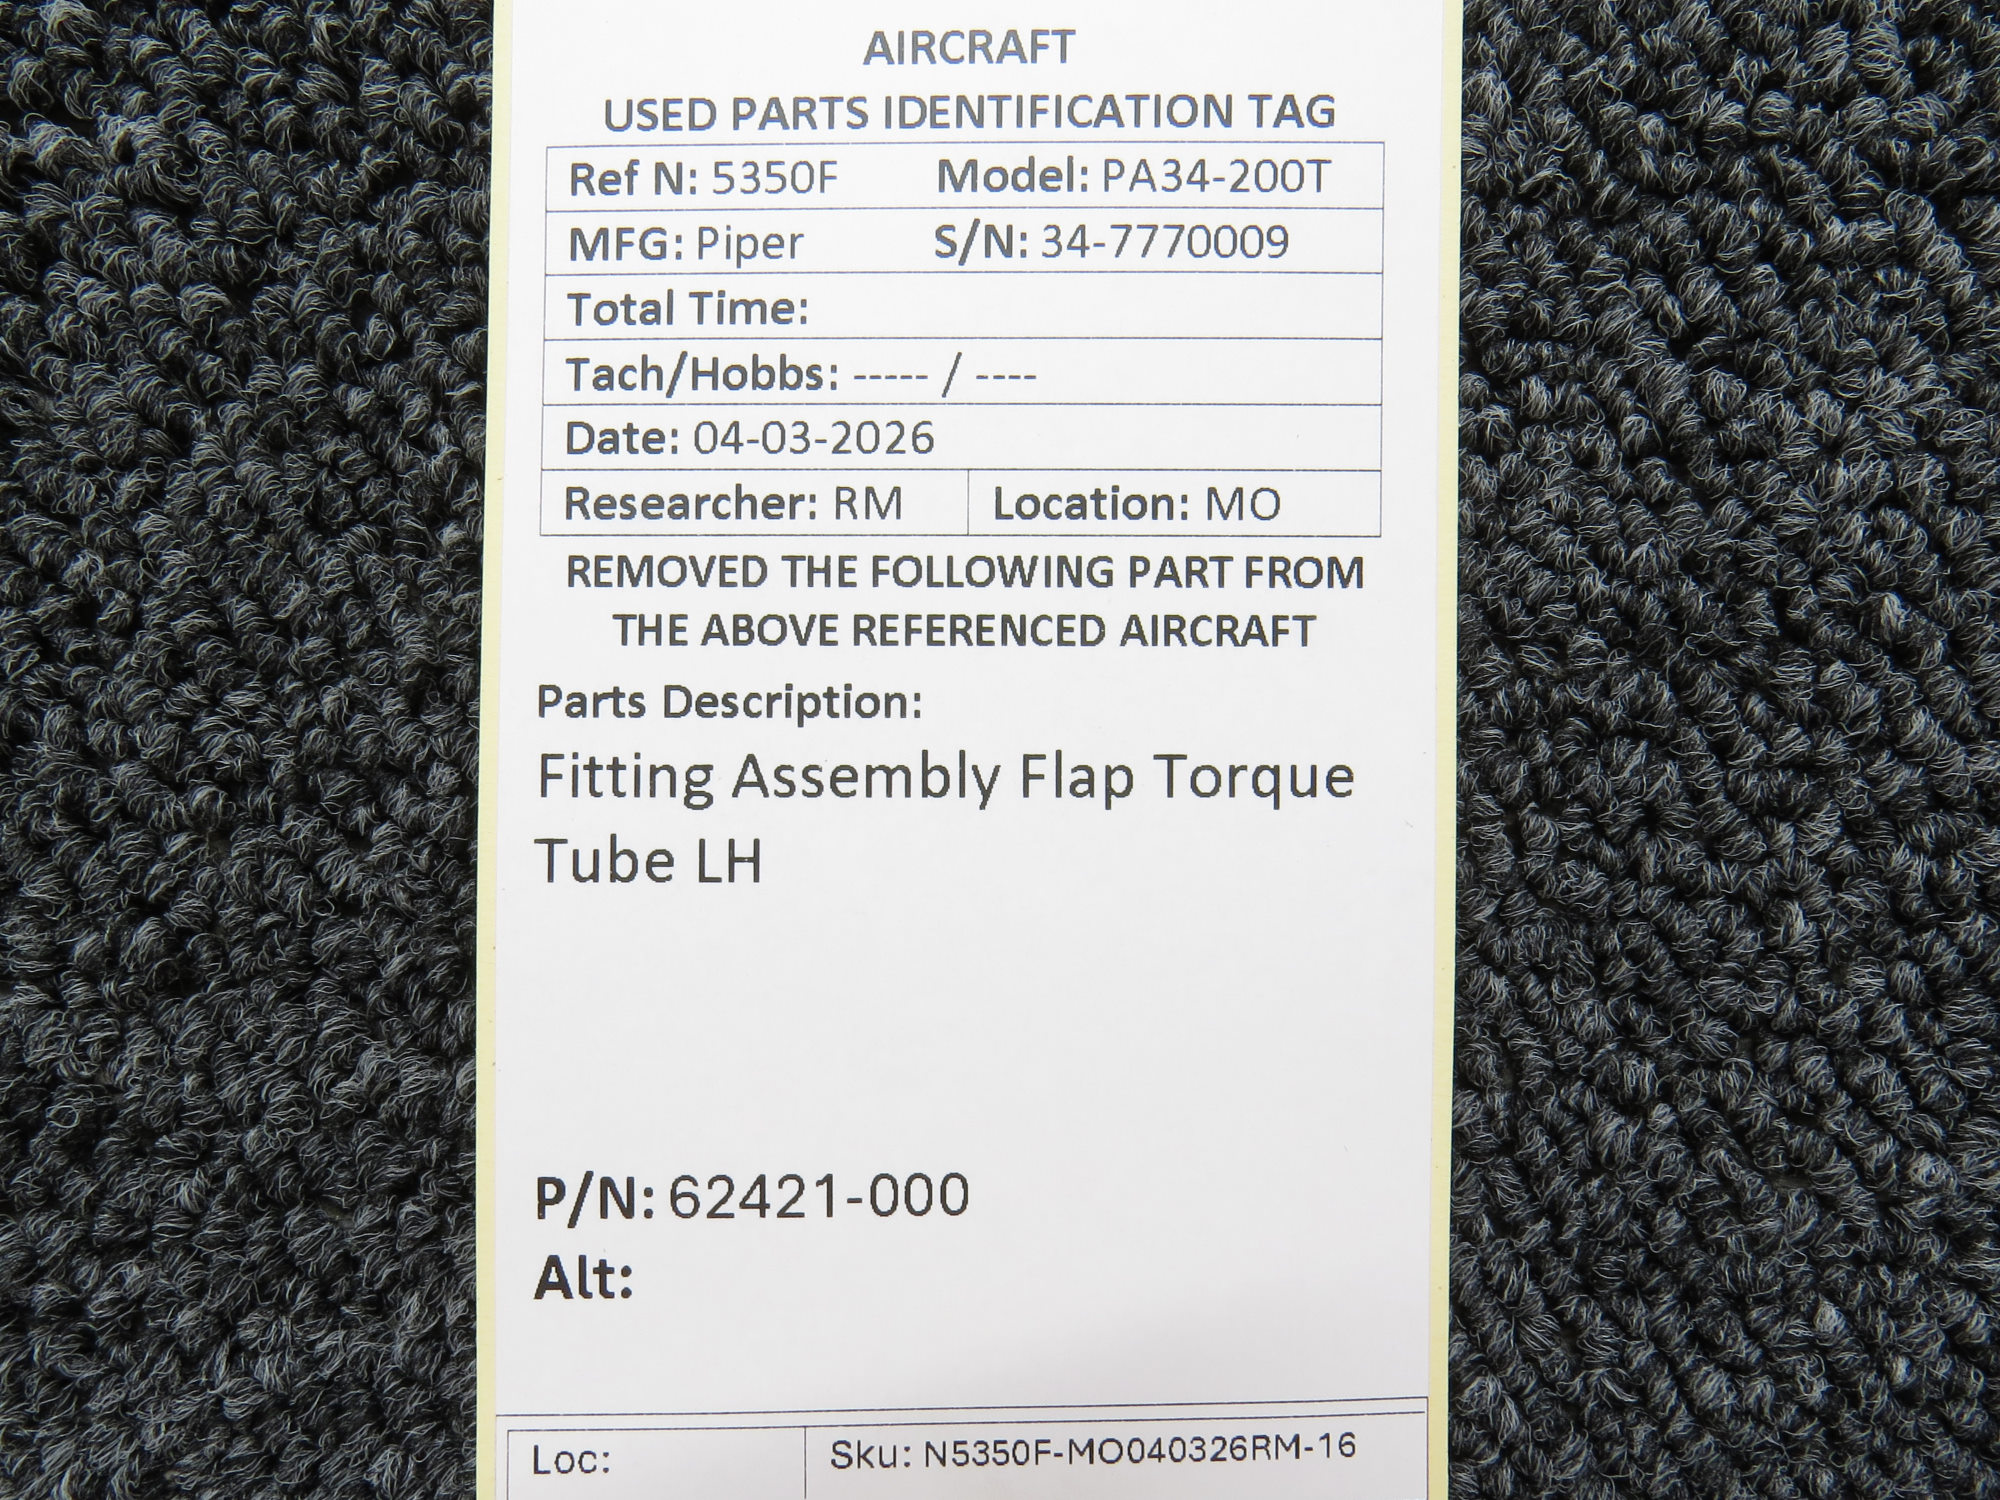 AIRCRAFT
USED PARTS IDENTIFICATION TAG
Ref N: 5350F Model: PA34-200T
MFG: Piper S/N: 34-7770009
Total Time:
Tach/Hobbs: ----- / ----
Date: 04-03-2026
Researcher: RM Location: MO
REMOVED THE FOLLOWING PART FROM
THE ABOVE REFERENCED AIRCRAFT
Parts Description:
Fitting Assembly Flap Torque
Tube LH
P/N: 62421-000
Alt:
Loc: Sku: N5350F-MO040326RM-16